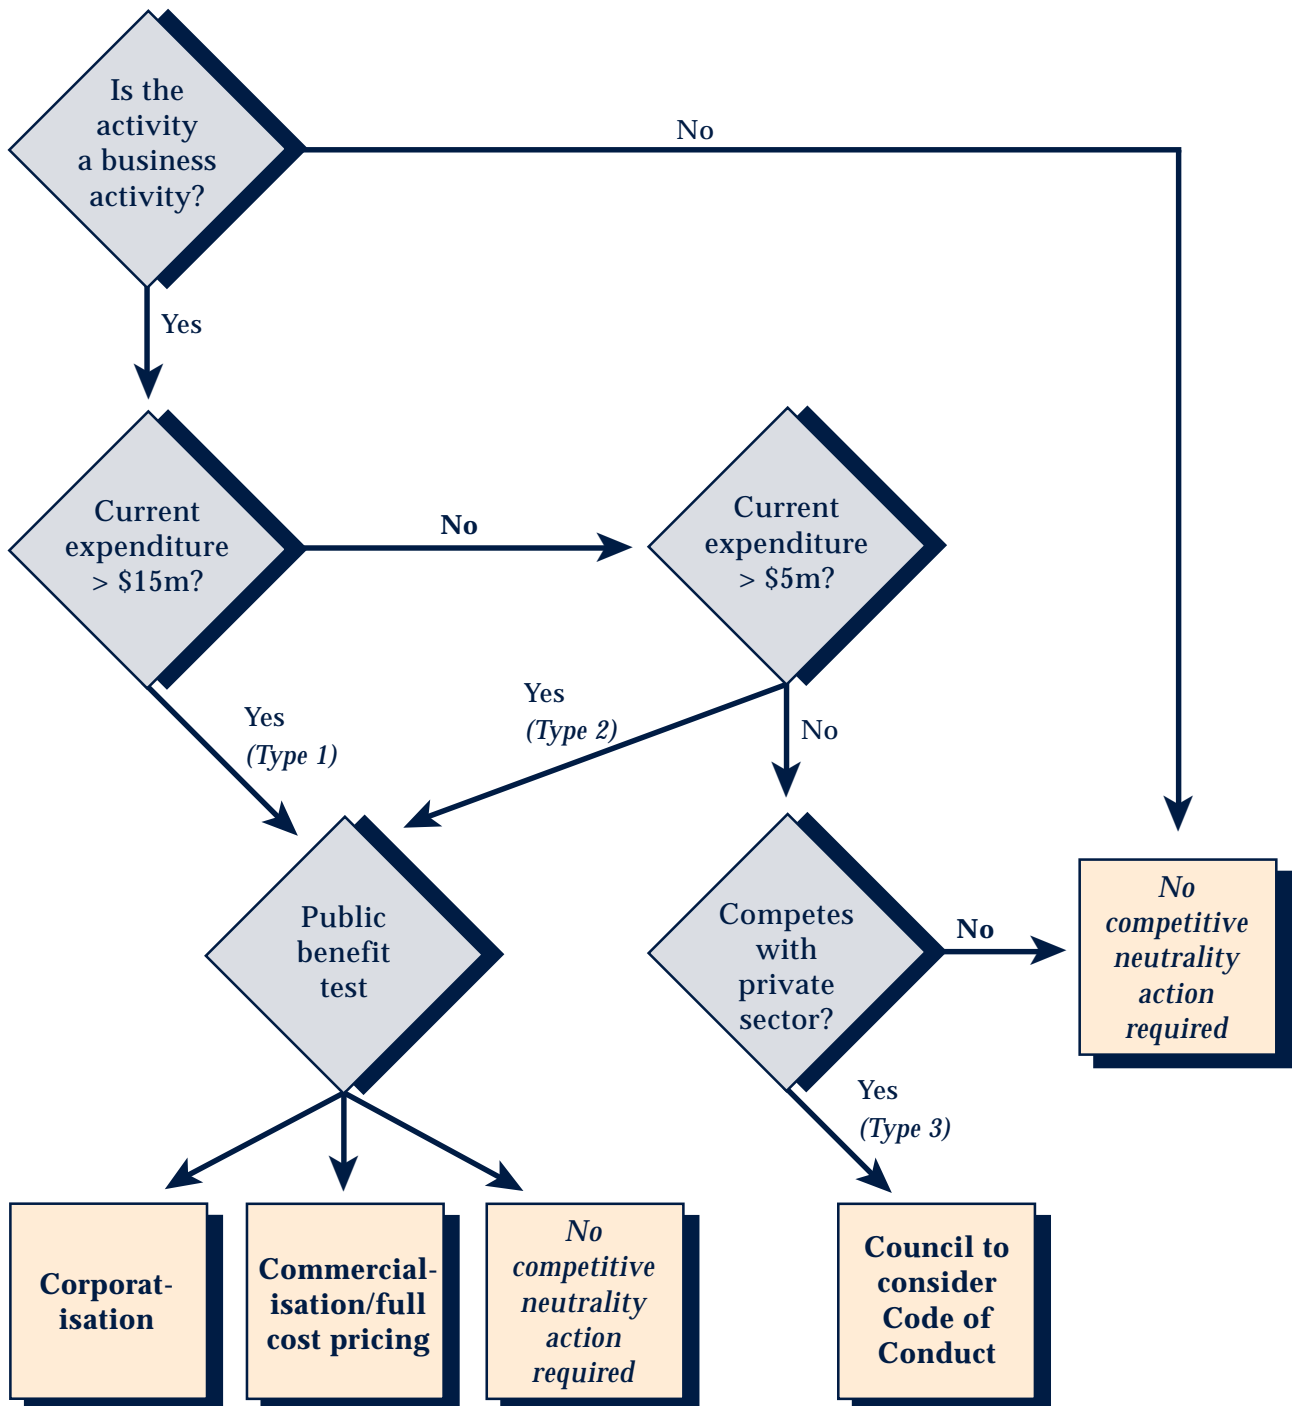 Is the
activity
a business
activity?
No
Yes
Current
expenditure
> $15m?
No
Current
expenditure
> $5m?
Yes
(Type 1)
Yes
(Type 2)
No
Public
benefit
test
Competes
with
private
sector?
No
No
competitive
neutrality
action
required
Yes
(Type 3)
Corporat-
isation
Commercial-
isation/full
cost pricing
No
competitive
neutrality
action
required
Council to
consider
Code of
Conduct